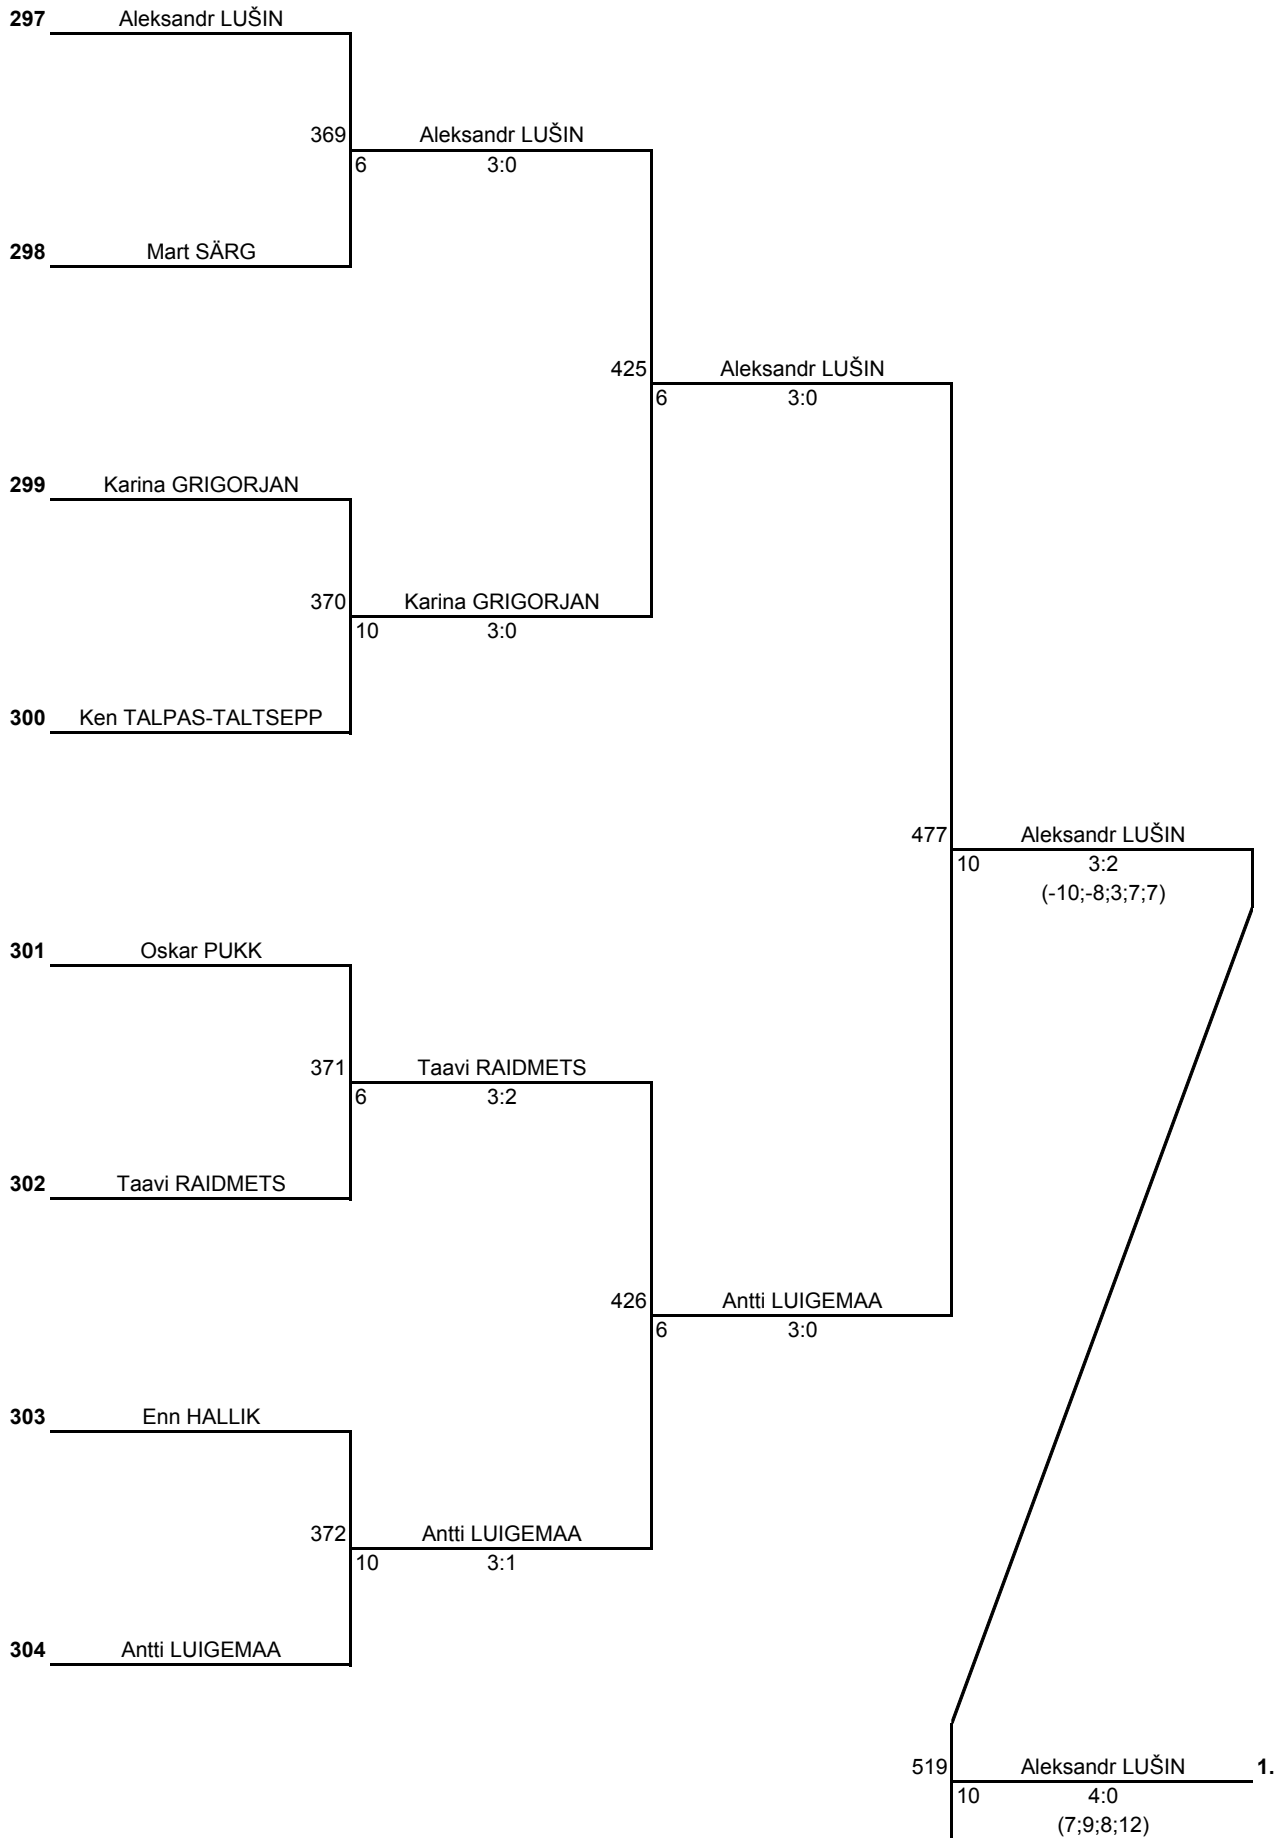 297 Aleksandr LUŠIN
369 Aleksandr LUŠIN
6 3:0
298 Mart SÄRG
425 Aleksandr LUŠIN
6 3:0
299 Karina GRIGORJAN
370 Karina GRIGORJAN
10 3:0
300 Ken TALPAS-TALTSEPP
477 Aleksandr LUŠIN
10 3:2
(-10;-8;3;7;7)
301 Oskar PUKK
371 Taavi RAIDMETS
6 3:2
302 Taavi RAIDMETS
426 Antti LUIGEMAA
6 3:0
303 Enn HALLIK
372 Antti LUIGEMAA
10 3:1
304 Antti LUIGEMAA
519 Aleksandr LUŠIN 1.
10 4:0
(7;9;8;12)